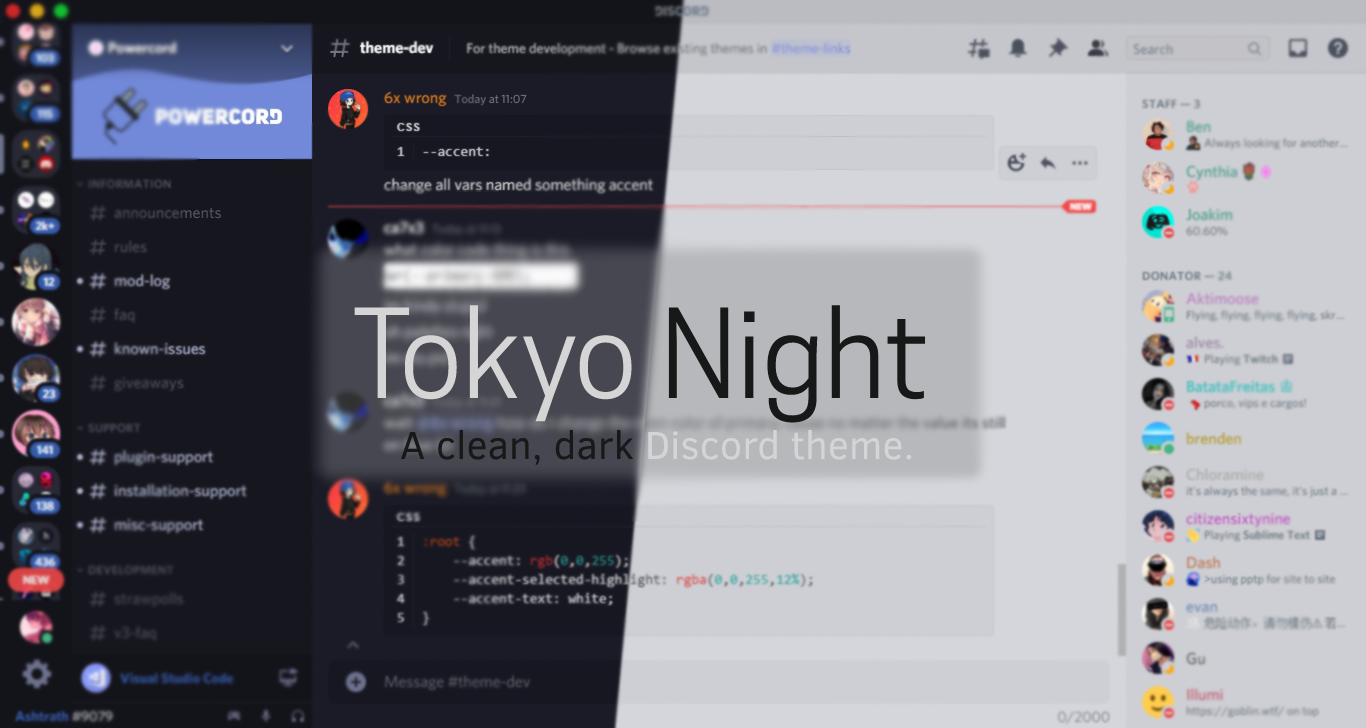 DISCORD
103
115
2k+
12
23
141
138
436
NEW
Powercord
POWERCORD
INFORMATION
# announcements
# rules
# mod-log
# faq
# known-issues
# giveaways
SUPPORT
# plugin-support
# installation-support
# misc-support
DEVELOPMENT
# strawpolls
# v3-faq
Visual Studio Code
Ashtrath #9079
# theme-dev
For theme development - Browse existing themes in #theme-links
Search
6x wrong Today at 11:07
CSS
1 --accent:
change all vars named something accent
NEW
Tokyo Night
A clean, dark Discord theme.
6x wrong
CSS
1 :root {
2 --accent: rgb(0,0,255);
3 --accent-selected-highlight: rgba(0,0,255,12%);
4 --accent-text: white;
5 }
Message #theme-dev
0/2000
STAFF — 3
Ben
Always looking for another...
Cynthia
Joakim
60.60%
DONATOR — 24
Aktimoose
Flying, flying, flying, flying, skr...
alves.
Playing Twitch
BatataFreitas
porco, vips e cargos!
brenden
Chloramine
it's always the same, it's just a ...
citizensixtynine
Playing Sublime Text
Dash
>using pptp for site to site
evan
Gu
Illumi
https://goblin.wtf/ on top